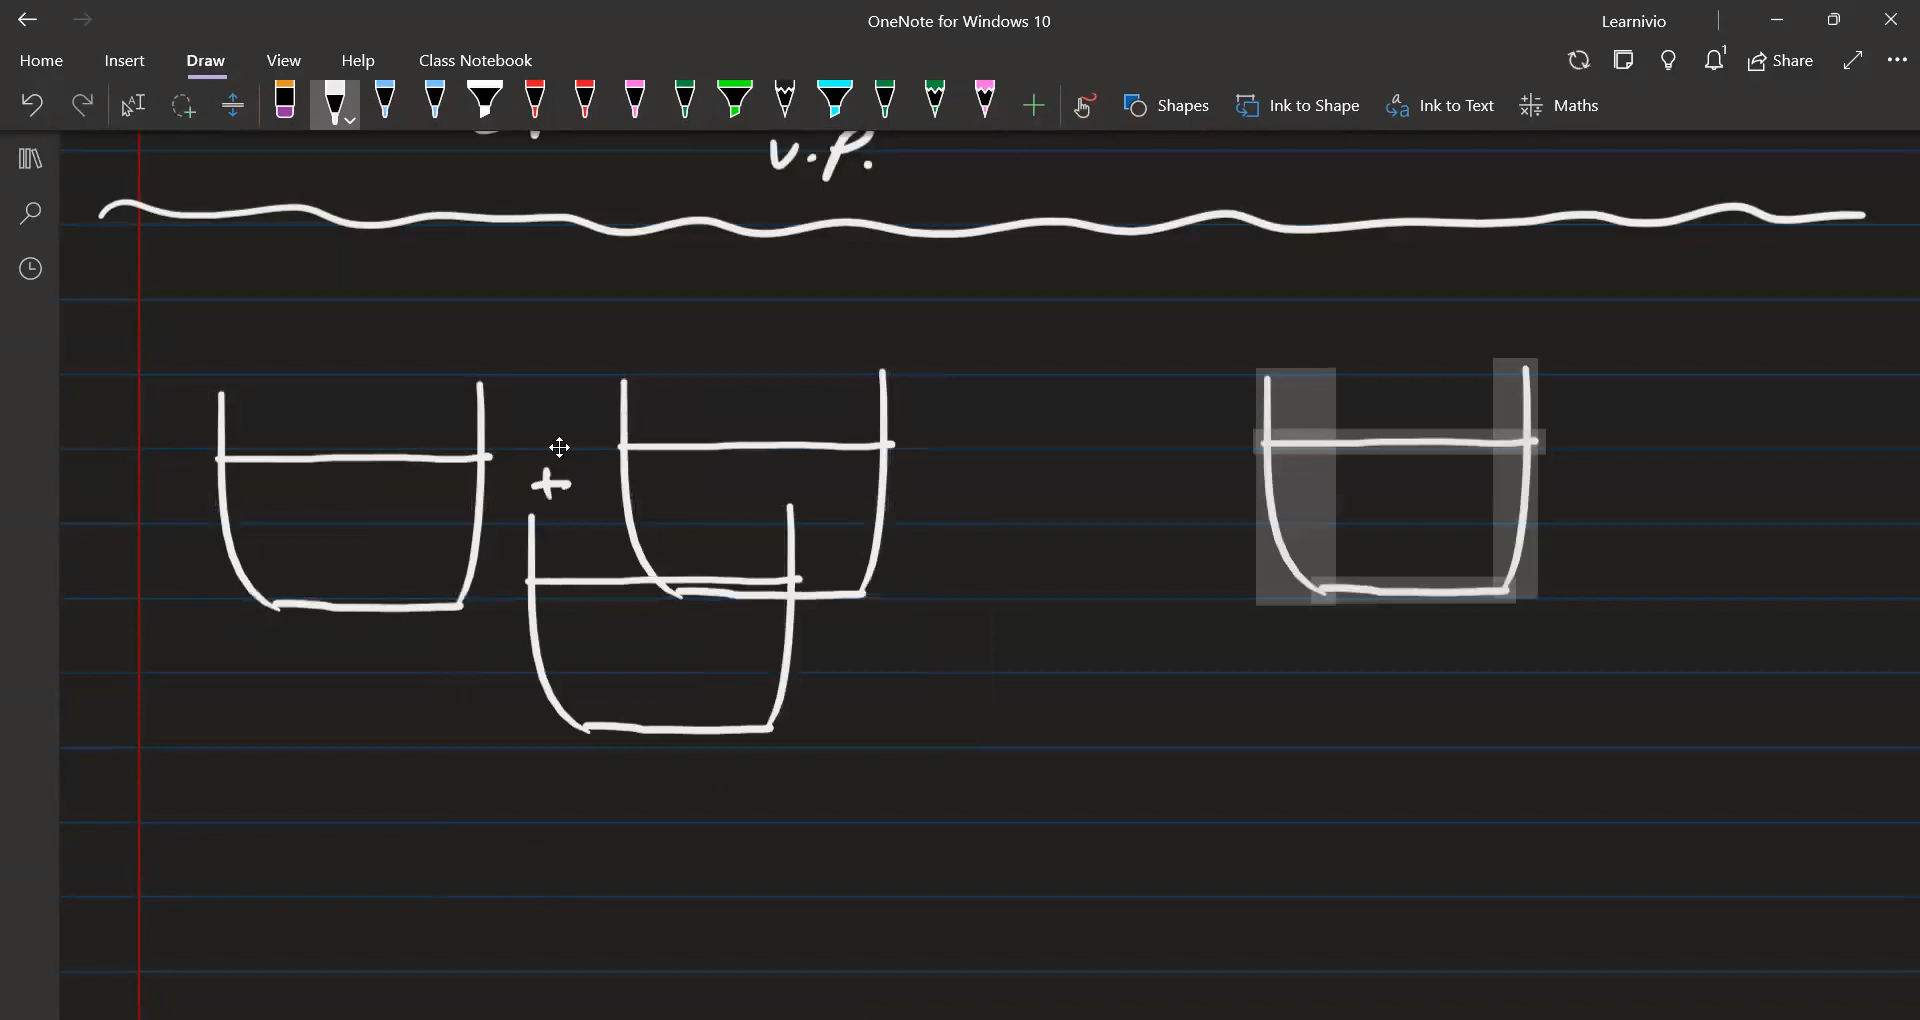 OneNote for Windows 10
Learnivio
Home Insert Draw View Help Class Notebook
1
Share
Shapes Ink to Shape Ink to Text Maths
v.p.
+